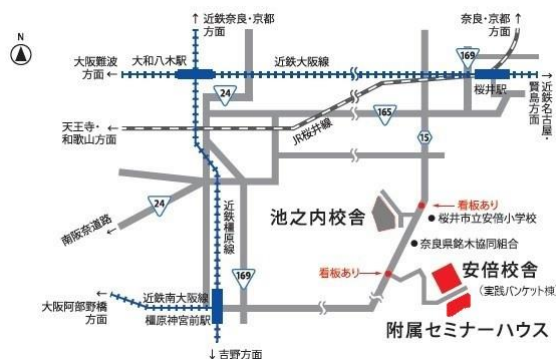 N
近鉄奈良・京都
方面
奈良・京都
方面
大阪難波
方面
大和八木駅
近鉄大阪線
169
桜井駅
近鉄名古屋・
賢島方面
24
165
天王寺・
和歌山方面
JR桜井線
15
看板あり
池之内校舎
桜井市立安倍小学校
奈良県銘木協同組合
24
南阪奈道路
近鉄橿原線
169
看板あり
安倍校舎
(実践バンケット棟)
附属セミナーハウス
大阪阿部野橋
方面
近鉄南大阪線
橿原神宮前駅
吉野方面